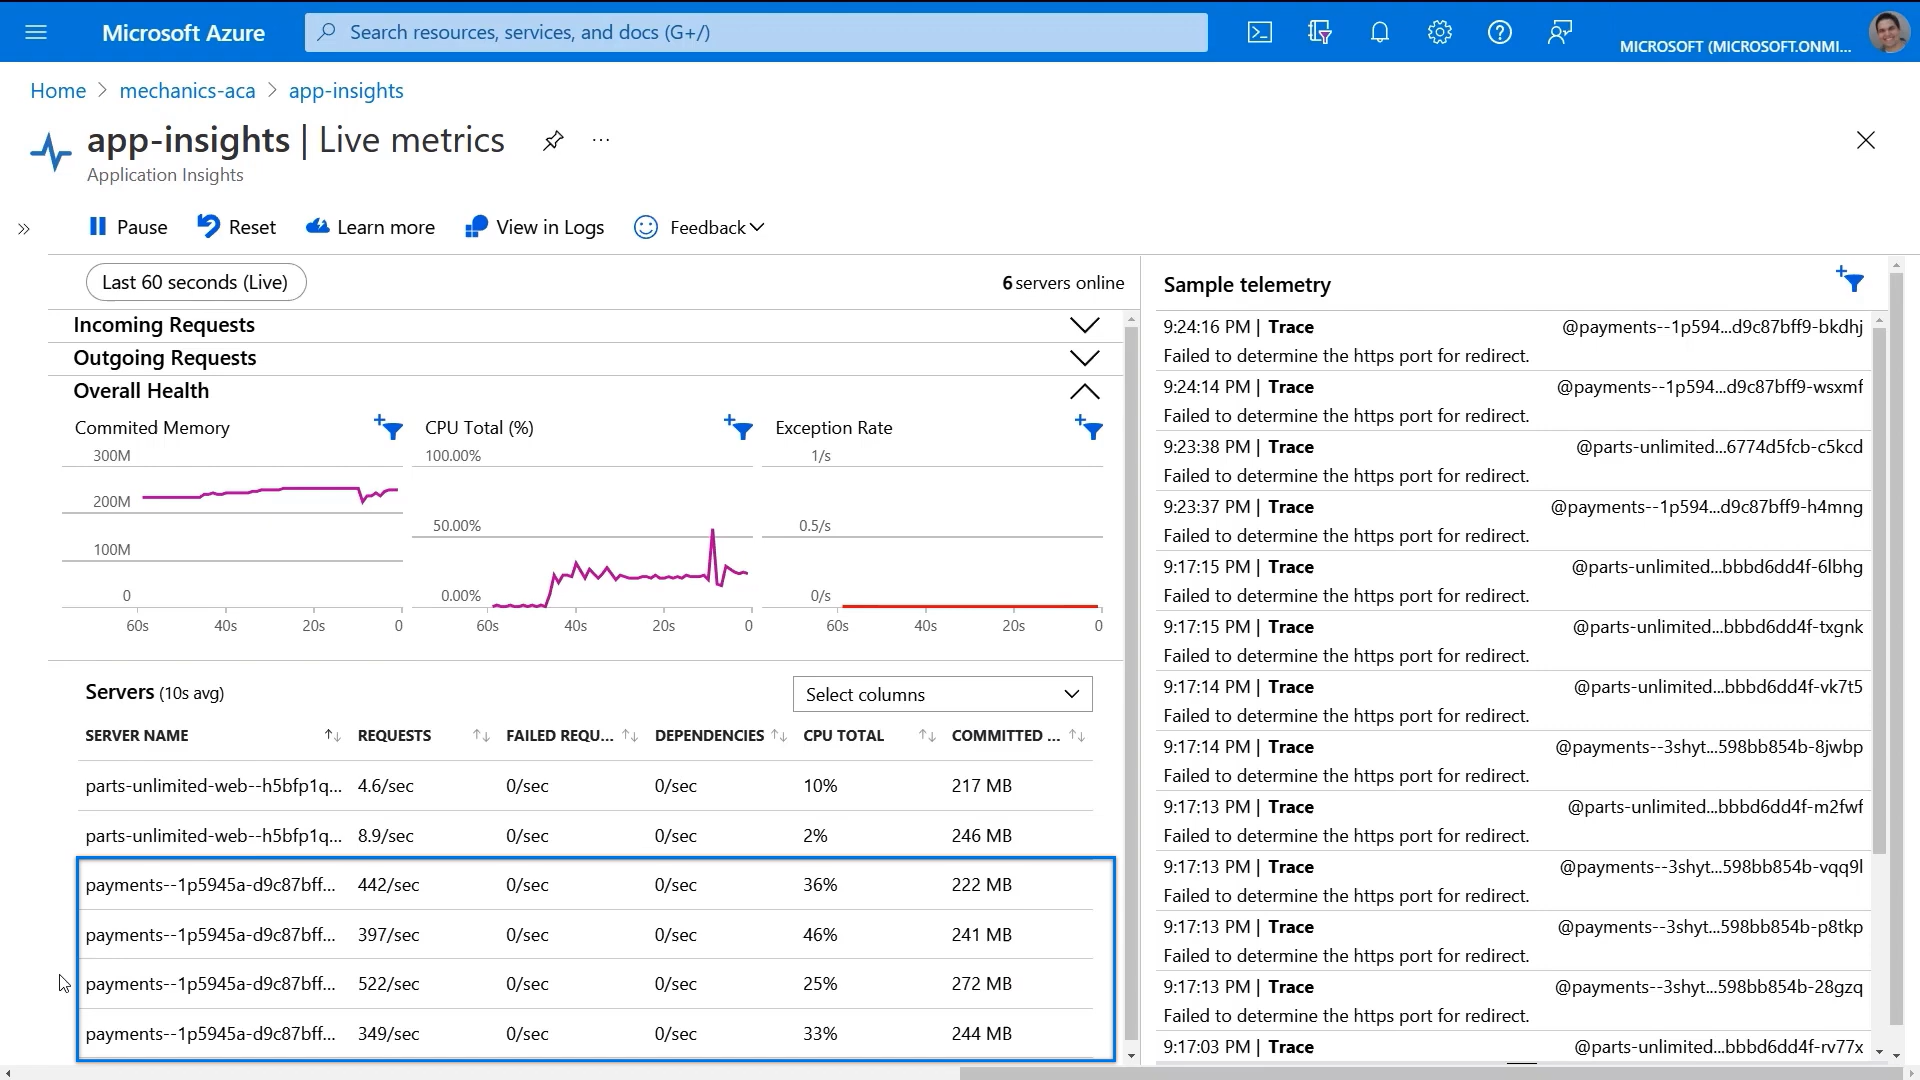 Microsoft Azure
Search resources, services, and docs (G+/)
MICROSOFT (MICROSOFT.ONMI...
Home > mechanics-aca > app-insights
app-insights | Live metrics
...
Application Insights
Pause Reset Learn more View in Logs Feedback
Last 60 seconds (Live)
6 servers online
Incoming Requests
Outgoing Requests
Overall Health
Commited Memory
300M
200M
100M
0
60s 40s 20s 0
CPU Total (%)
100.00%
50.00%
0.00%
60s 40s 20s 0
Exception Rate
1/s
0.5/s
0/s
60s 40s 20s 0
Servers (10s avg)
Select columns
SERVER NAME REQUESTS FAILED REQU... DEPENDENCIES CPU TOTAL COMMITTED ...
parts-unlimited-web--h5bfp1q... 4.6/sec 0/sec 0/sec 10% 217 MB
parts-unlimited-web--h5bfp1q... 8.9/sec 0/sec 0/sec 2% 246 MB
payments--1p5945a-d9c87bff... 442/sec 0/sec 0/sec 36% 222 MB
payments--1p5945a-d9c87bff... 397/sec 0/sec 0/sec 46% 241 MB
payments--1p5945a-d9c87bff... 522/sec 0/sec 0/sec 25% 272 MB
payments--1p5945a-d9c87bff... 349/sec 0/sec 0/sec 33% 244 MB
Sample telemetry
9:24:16 PM | Trace @payments--1p594...d9c87bff9-bkdhj
Failed to determine the https port for redirect.
9:24:14 PM | Trace @payments--1p594...d9c87bff9-wsxmf
Failed to determine the https port for redirect.
9:23:38 PM | Trace @parts-unlimited...6774d5fcb-c5kcd
Failed to determine the https port for redirect.
9:23:37 PM | Trace @payments--1p594...d9c87bff9-h4mng
Failed to determine the https port for redirect.
9:17:15 PM | Trace @parts-unlimited...bbbd6dd4f-6lbhg
Failed to determine the https port for redirect.
9:17:15 PM | Trace @parts-unlimited...bbbd6dd4f-txgnk
Failed to determine the https port for redirect.
9:17:14 PM | Trace @parts-unlimited...bbbd6dd4f-vk7t5
Failed to determine the https port for redirect.
9:17:14 PM | Trace @payments--3shyt...598bb854b-8jwbp
Failed to determine the https port for redirect.
9:17:13 PM | Trace @parts-unlimited...bbbd6dd4f-m2fwf
Failed to determine the https port for redirect.
9:17:13 PM | Trace @payments--3shyt...598bb854b-vqq9l
Failed to determine the https port for redirect.
9:17:13 PM | Trace @payments--3shyt...598bb854b-p8tkp
Failed to determine the https port for redirect.
9:17:13 PM | Trace @payments--3shyt...598bb854b-28gzq
Failed to determine the https port for redirect.
9:17:03 PM | Trace @parts-unlimited...bbbd6dd4f-rv77x